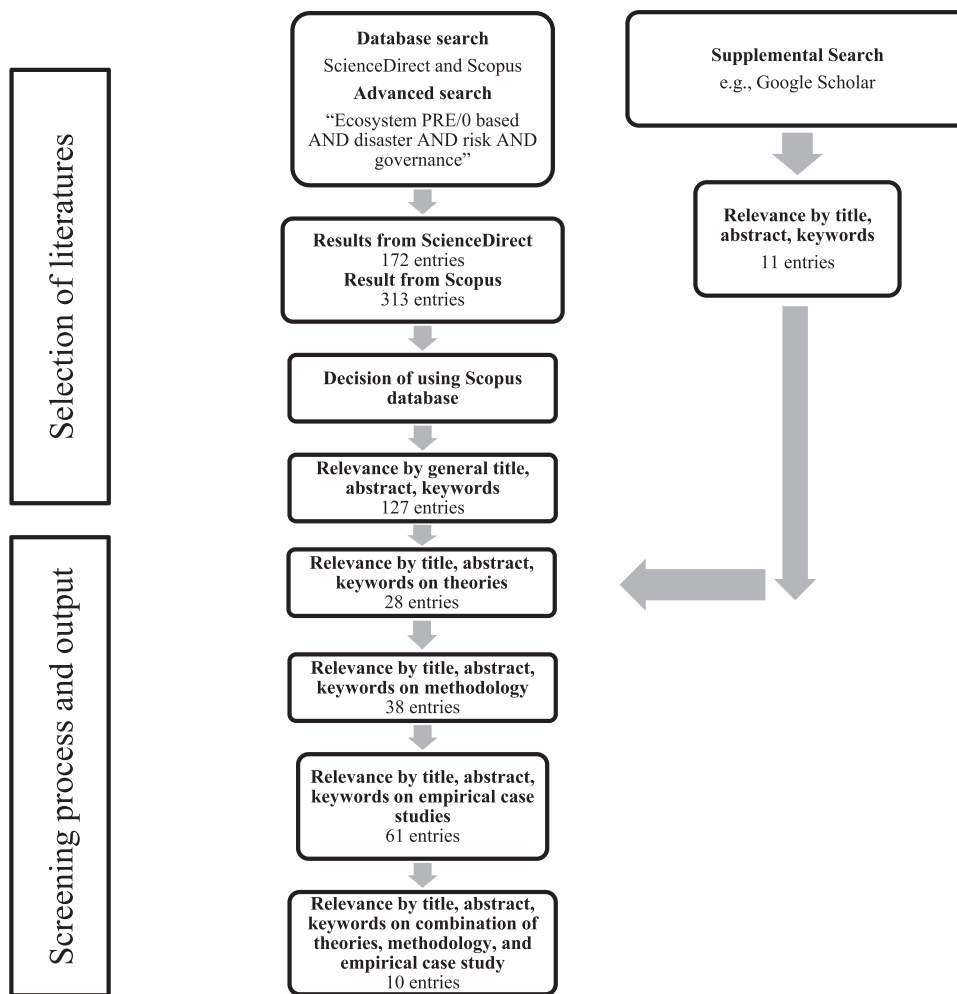 Selection of literatures
Screening process and output
Database search
ScienceDirect and Scopus
Advanced search
“Ecosystem PRE/0 based
AND disaster AND risk AND
governance”
Results from ScienceDirect
172 entries
Result from Scopus
313 entries
Decision of using Scopus
database
Relevance by general title,
abstract, keywords
127 entries
Relevance by title, abstract,
keywords on theories
28 entries
Relevance by title, abstract,
keywords on methodology
38 entries
Relevance by title, abstract,
keywords on empirical case
studies
61 entries
Relevance by title, abstract,
keywords on combination of
theories, methodology, and
empirical case study
10 entries
Supplemental Search
e.g., Google Scholar
Relevance by title,
abstract, keywords
11 entries